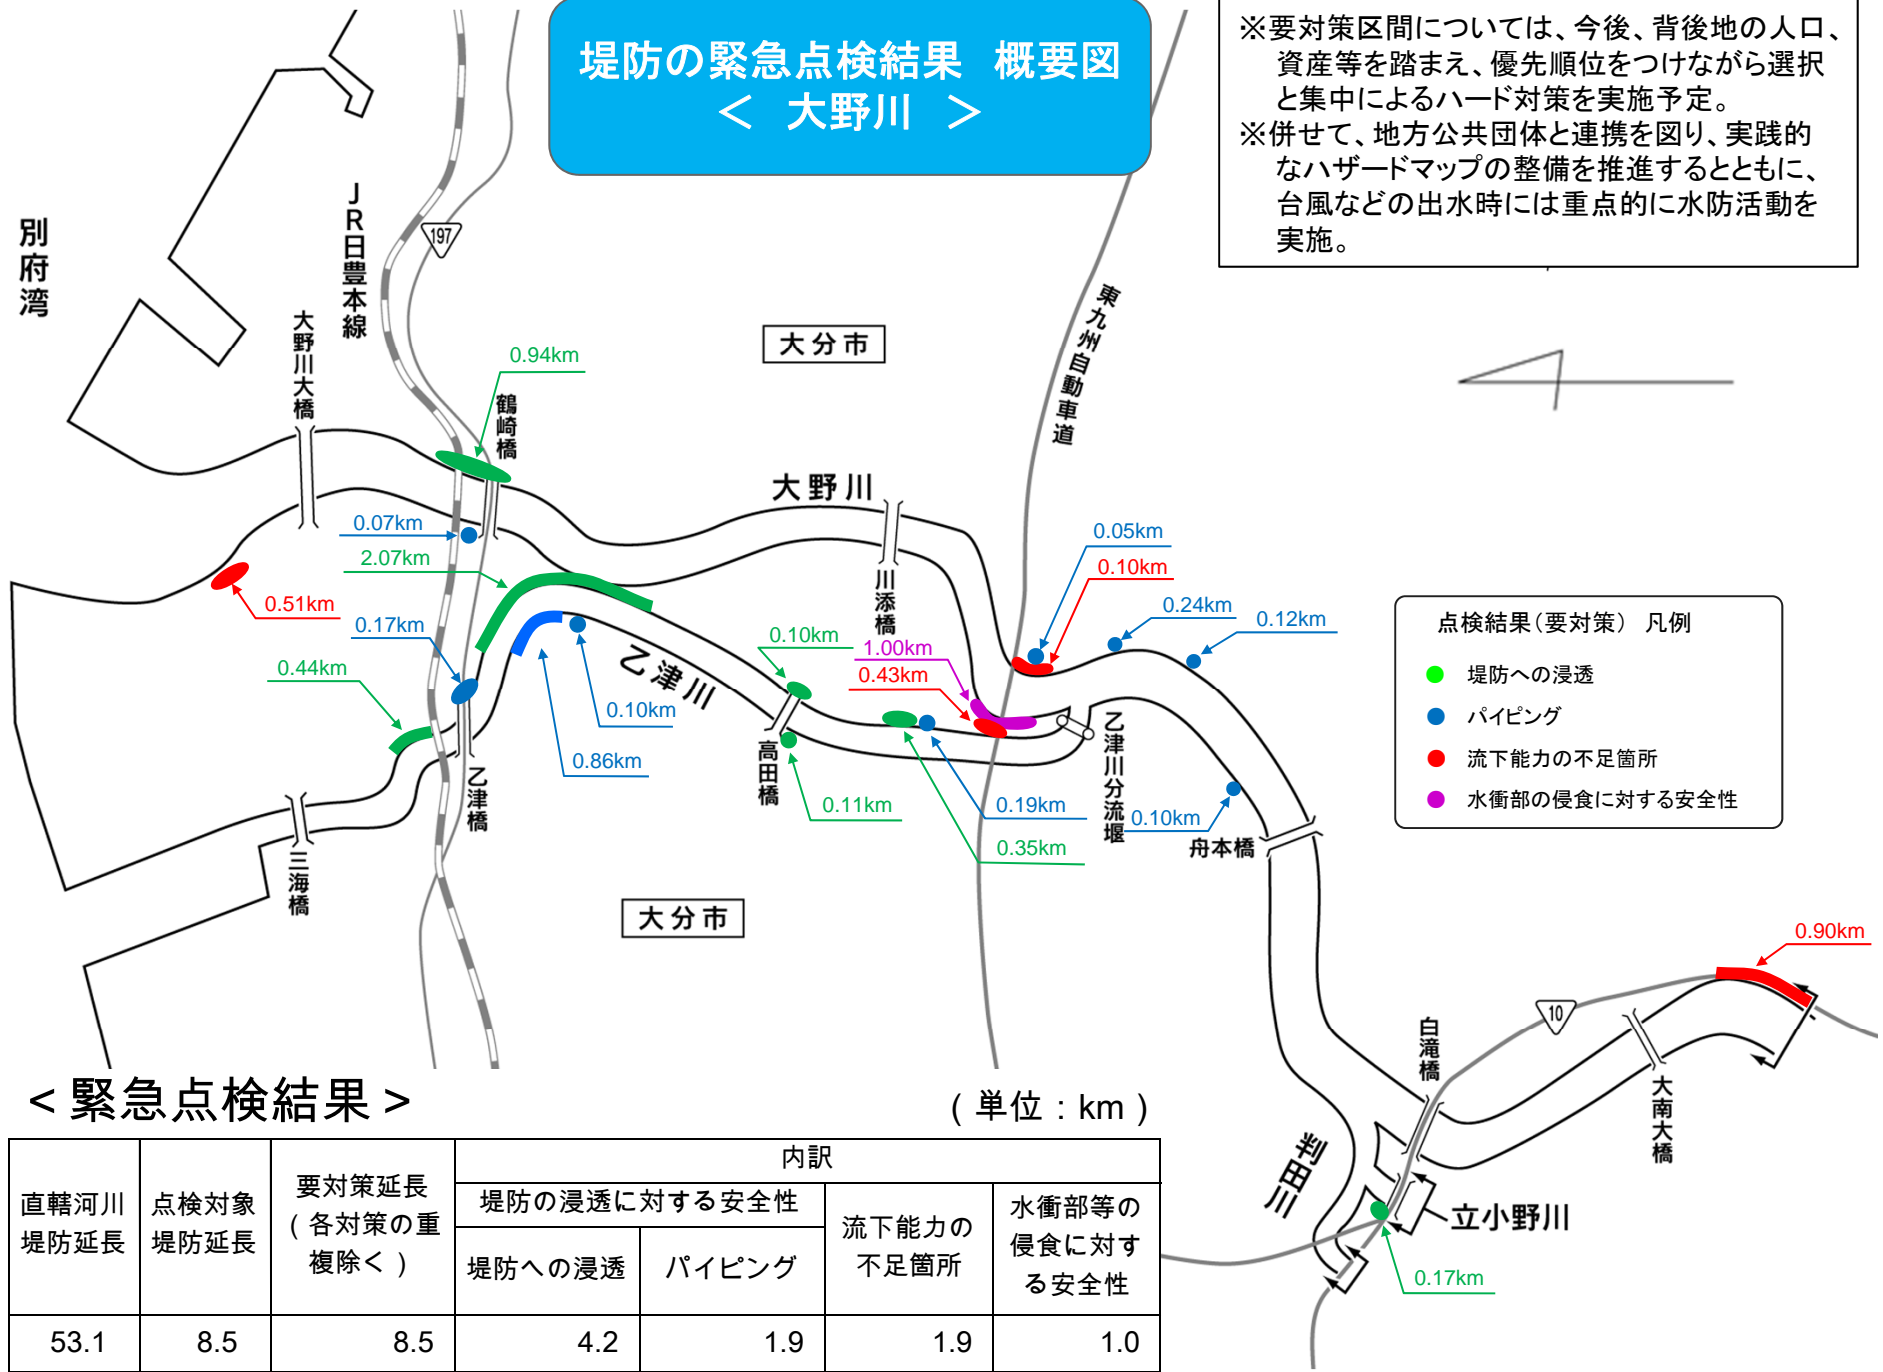 堤防の緊急点検結果　概要図
＜　大野川　＞
※要対策区間については、今後、背後地の人口、
資産等を踏まえ、優先順位をつけながら選択
と集中によるハード対策を実施予定。
※併せて、地方公共団体と連携を図り、実践的
なハザードマップの整備を推進するとともに、
台風などの出水時には重点的に水防活動を
実施。
別府湾
JR日豊本線
197
大野川大橋
大分市
東九州自動車道
0.94km
鶴崎橋
大野川
0.07km
2.07km
0.51km
0.17km
0.44km
川添橋
0.05km
0.10km
0.24km
0.12km
1.00km
0.43km
0.10km
乙津川
0.10km
0.86km
高田橋
0.11km
0.19km
0.35km
乙津川分流堰
0.10km
舟本橋
乙津橋
三海橋
大分市
点検結果（要対策）　凡例
堤防への浸透
パイピング
流下能力の不足箇所
水衝部の侵食に対する安全性
0.90km
10
白滝橋
大南大橋
判田川
立小野川
0.17km
＜緊急点検結果＞
（単位：km）
直轄河川
堤防延長
点検対象
堤防延長
要対策延長
（各対策の重
複除く）
内訳
堤防の浸透に対する安全性
堤防への浸透
パイピング
流下能力の
不足箇所
水衝部等の
侵食に対す
る安全性
53.1 8.5 8.5 4.2 1.9 1.9 1.0